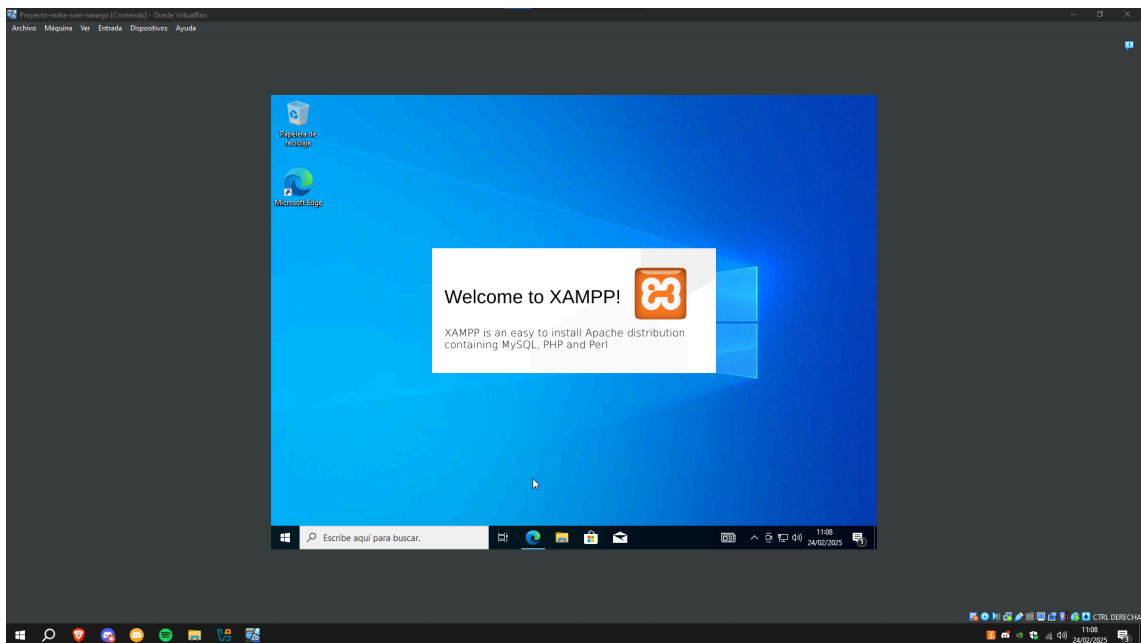 Proyecto-indra-ivan-naranjo [Corriendo] - Oracle VirtualBox
Archivo Máquina Ver Entrada Dispositivos Ayuda
Papelera de
reciclaje
Microsoft Edge
Welcome to XAMPP!
XAMPP is an easy to install Apache distribution
containing MySQL, PHP and Perl
Escribe aquí para buscar.
11:08
24/02/2025
1
CTRL DERECHA
11:08
24/02/2025